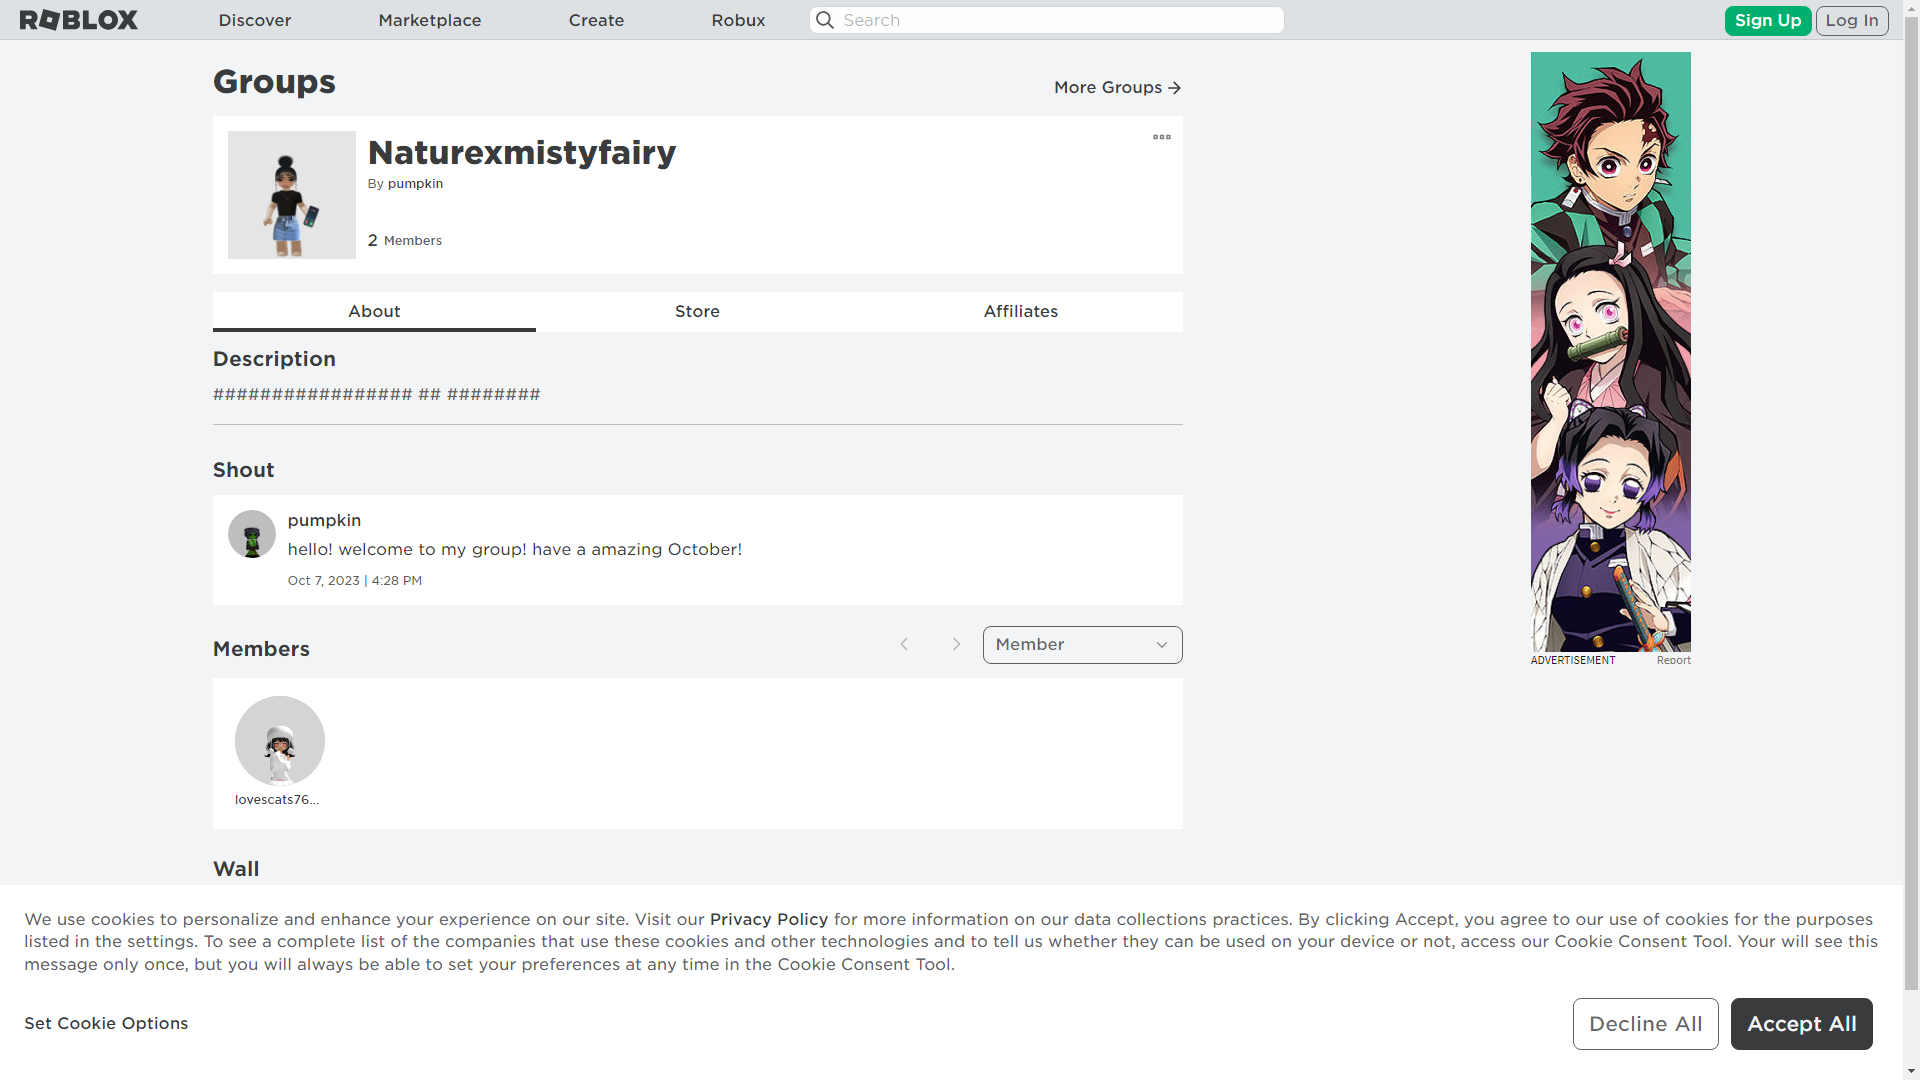 ROBLOX
Discover
Marketplace
Create
Robux
Search
Sign Up
Log In
Groups
More Groups
Naturexmistyfairy
By pumpkin
2 Members
About
Store
Affiliates
Description
################# ## ########
Shout
pumpkin
hello! welcome to my group! have a amazing October!
Oct 7, 2023 | 4:28 PM
Members
Member
lovescats76...
Wall
ADVERTISEMENT
Report
We use cookies to personalize and enhance your experience on our site. Visit our Privacy Policy for more information on our data collections practices. By clicking Accept, you agree to our use of cookies for the purposes
listed in the settings. To see a complete list of the companies that use these cookies and other technologies and to tell us whether they can be used on your device or not, access our Cookie Consent Tool. Your will see this
message only once, but you will always be able to set your preferences at any time in the Cookie Consent Tool.
Set Cookie Options
Decline All
Accept All